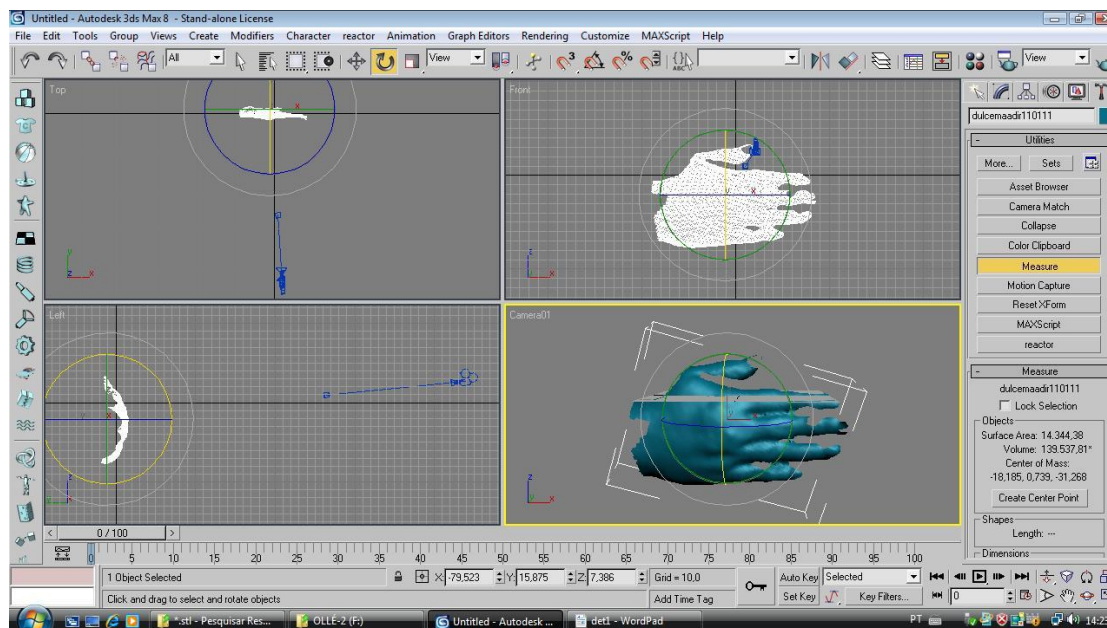 Untitled - Autodesk 3ds Max 8 - Stand-alone License
File Edit Tools Group Views Create Modifiers Character reactor Animation Graph Editors Rendering Customize MAXScript Help
All View View
Top
Front
dulcemaadir110111
- Utilities
More... Sets
Asset Browser
Camera Match
Collapse
Color Clipboard
Measure
Motion Capture
Reset XForm
MAXScript
reactor
Left
Camera01
- Measure
dulcemaadir110111
Lock Selection
Objects
Surface Area: 14.344,38
Volume: 139.537,81*
Center of Mass:
-18,185, 0,739, -31,268
Create Center Point
Shapes
Length: ---
Dimensions
< 0 / 100 >
0 5 10 15 20 25 30 35 40 45 50 55 60 65 70 75 80 85 90 95 100
1 Object Selected X: -79,523 Y: 15,875 Z: 7,386 Grid = 10,0 Auto Key Selected
Click and drag to select and rotate objects Add Time Tag Set Key Key Filters... 0
*.stl - Pesquisar Res... OLLÉ-2 (F:) Untitled - Autodesk ... det1 - WordPad PT 14:23